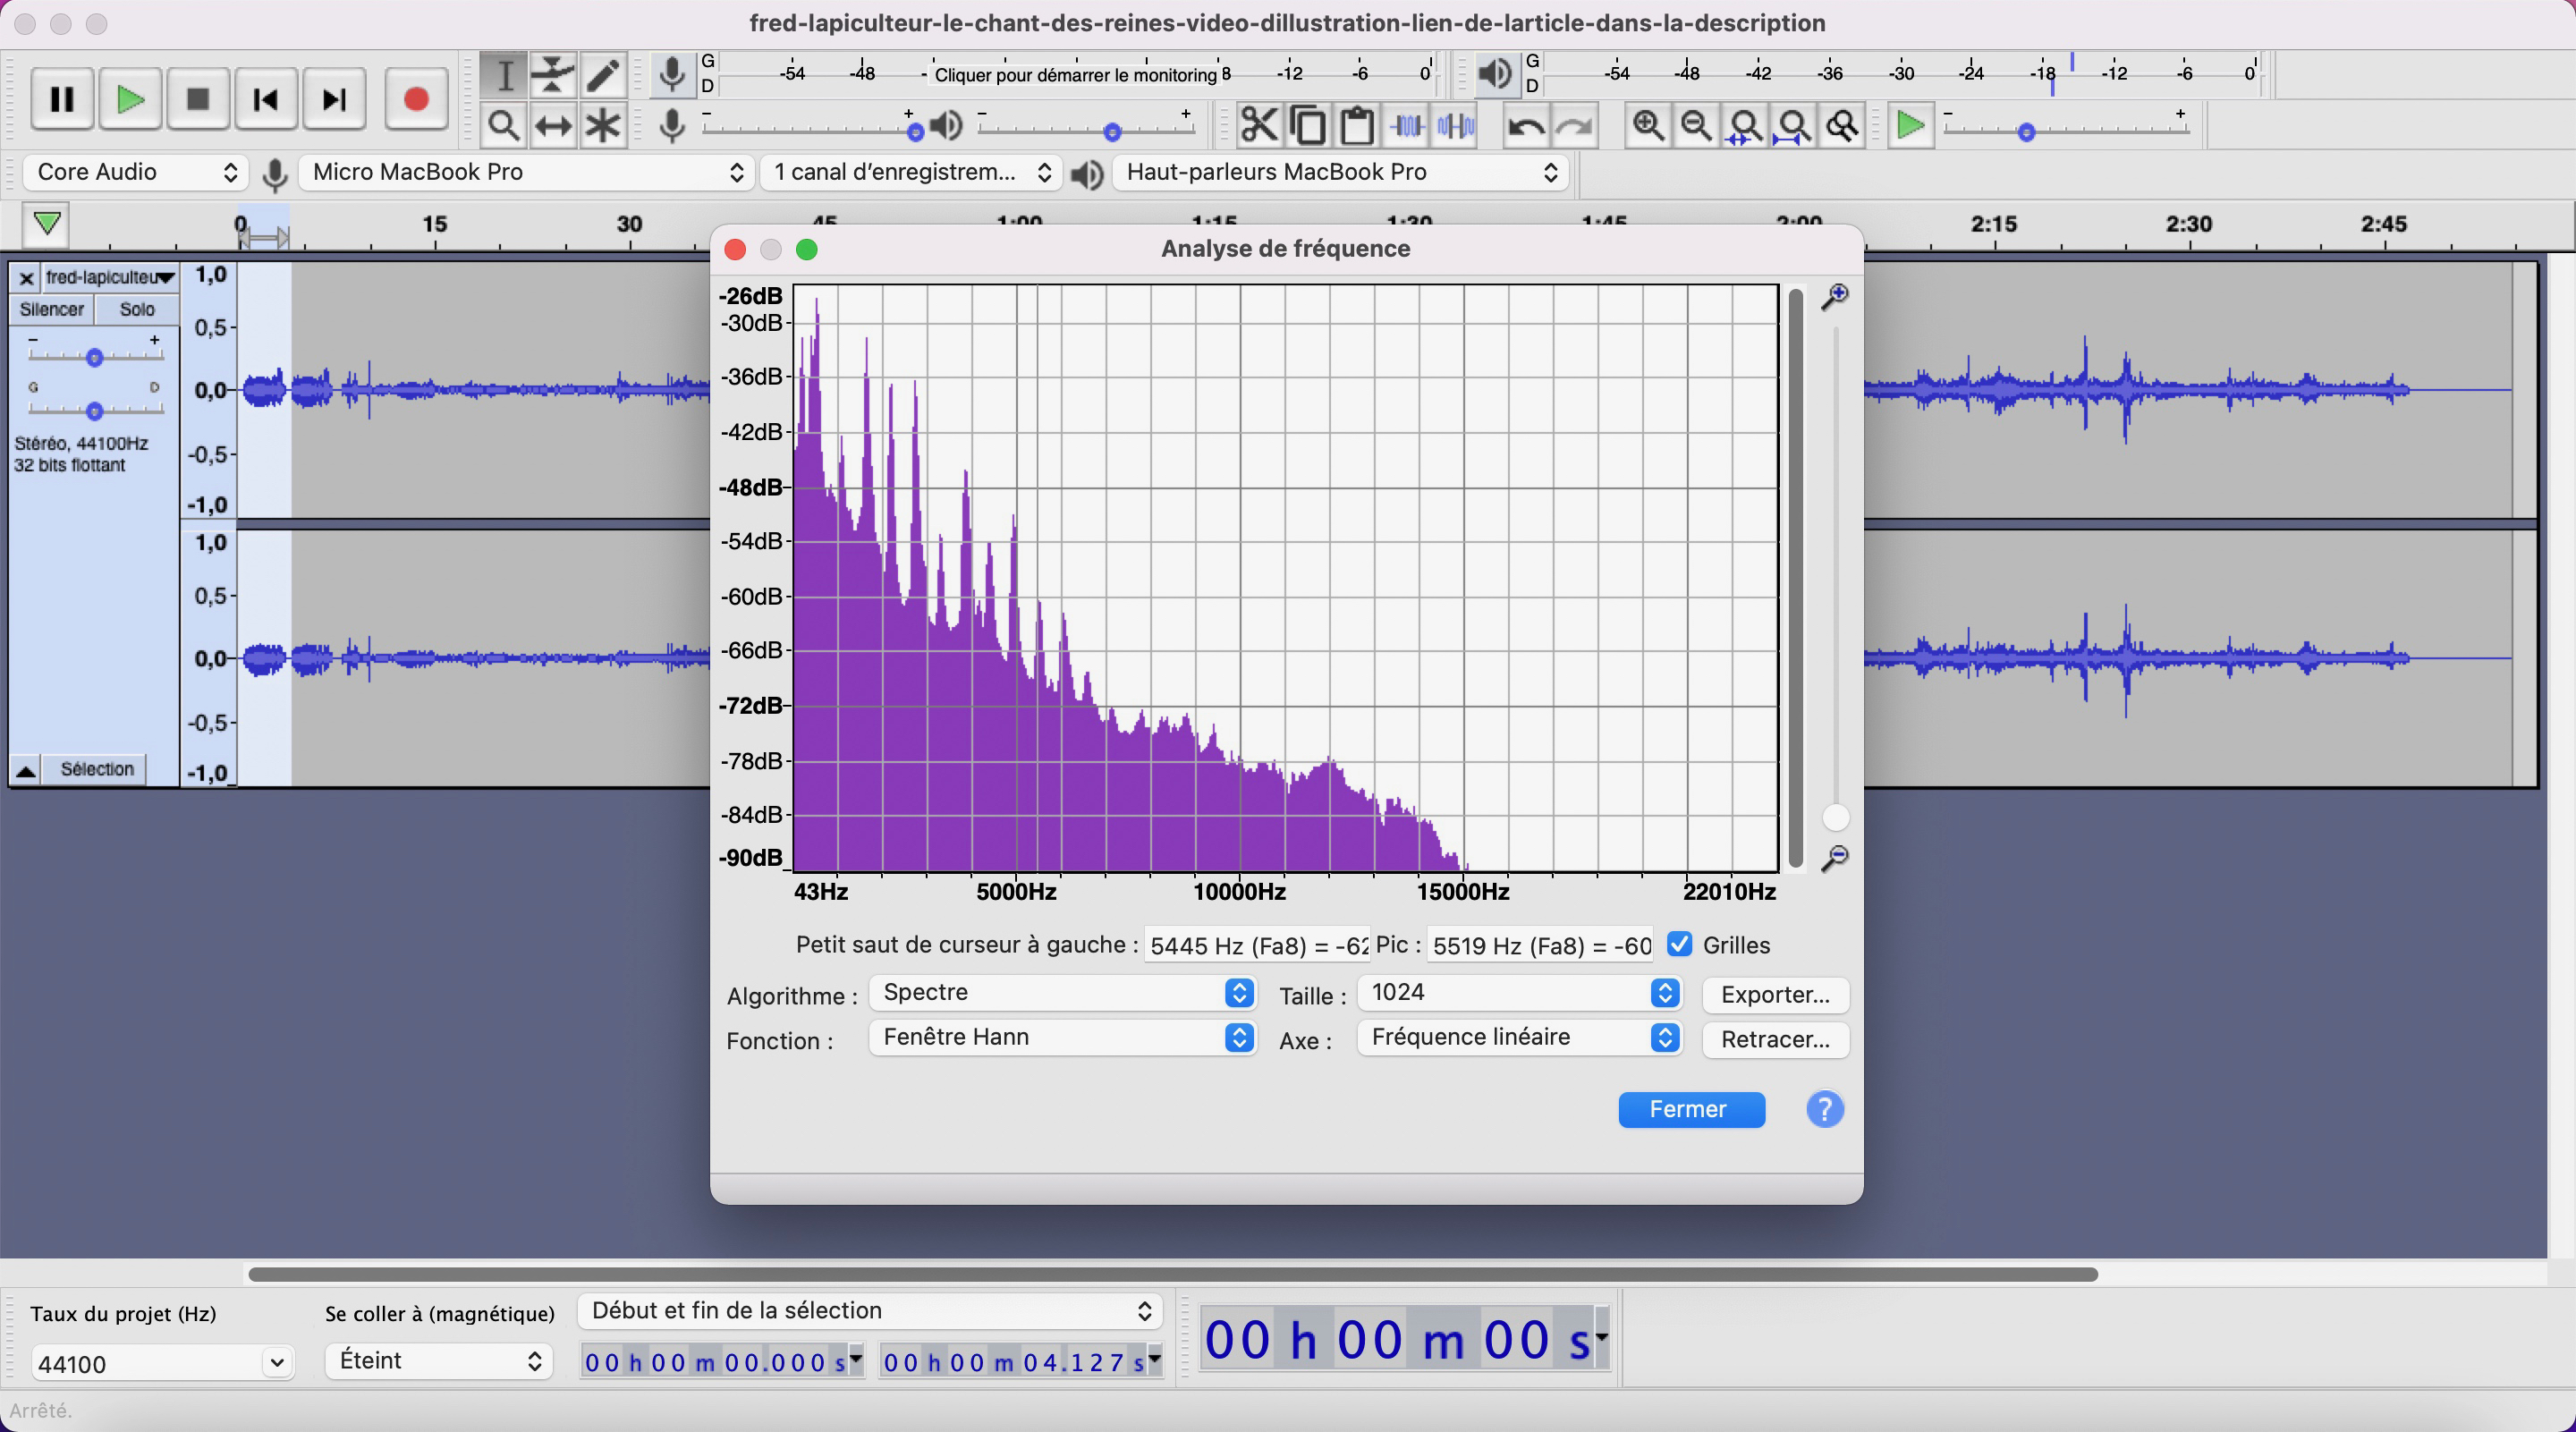 fred-lapiculteur-le-chant-des-reines-video-dillustration-lien-de-larticle-dans-la-description
G
D
-54 -48 - Cliquer pour démarrer le monitoring 8 -12 -6 0
G
D
-54 -48 -42 -36 -30 -24 -18 -12 -6 0
- +
- +
- +
Core Audio
Micro MacBook Pro
1 canal d'enregistrem...
Haut-parleurs MacBook Pro
0 15 30 45 1:00 1:15 1:30 1:45 2:00 2:15 2:30 2:45
fred-lapiculteu
Silencer Solo
- +
G D
Stéréo, 44100Hz
32 bits flottant
Sélection
1,0
0,5
0,0
-0,5
-1,0
1,0
0,5
0,0
-0,5
-1,0
Analyse de fréquence
-26dB
-30dB
-36dB
-42dB
-48dB
-54dB
-60dB
-66dB
-72dB
-78dB
-84dB
-90dB
43Hz 5000Hz 10000Hz 15000Hz 22010Hz
Petit saut de curseur à gauche : 5445 Hz (Fa8) = -62 Pic : 5519 Hz (Fa8) = -60 Grilles
Algorithme : Spectre Taille : 1024 Exporter...
Fonction : Fenêtre Hann Axe : Fréquence linéaire Retracer...
Fermer ?
Taux du projet (Hz)
44100
Se coller à (magnétique)
Éteint
Début et fin de la sélection
00 h 00 m 00.000 s 00 h 00 m 04.127 s
00 h 00 m 00 s
Arrêté.